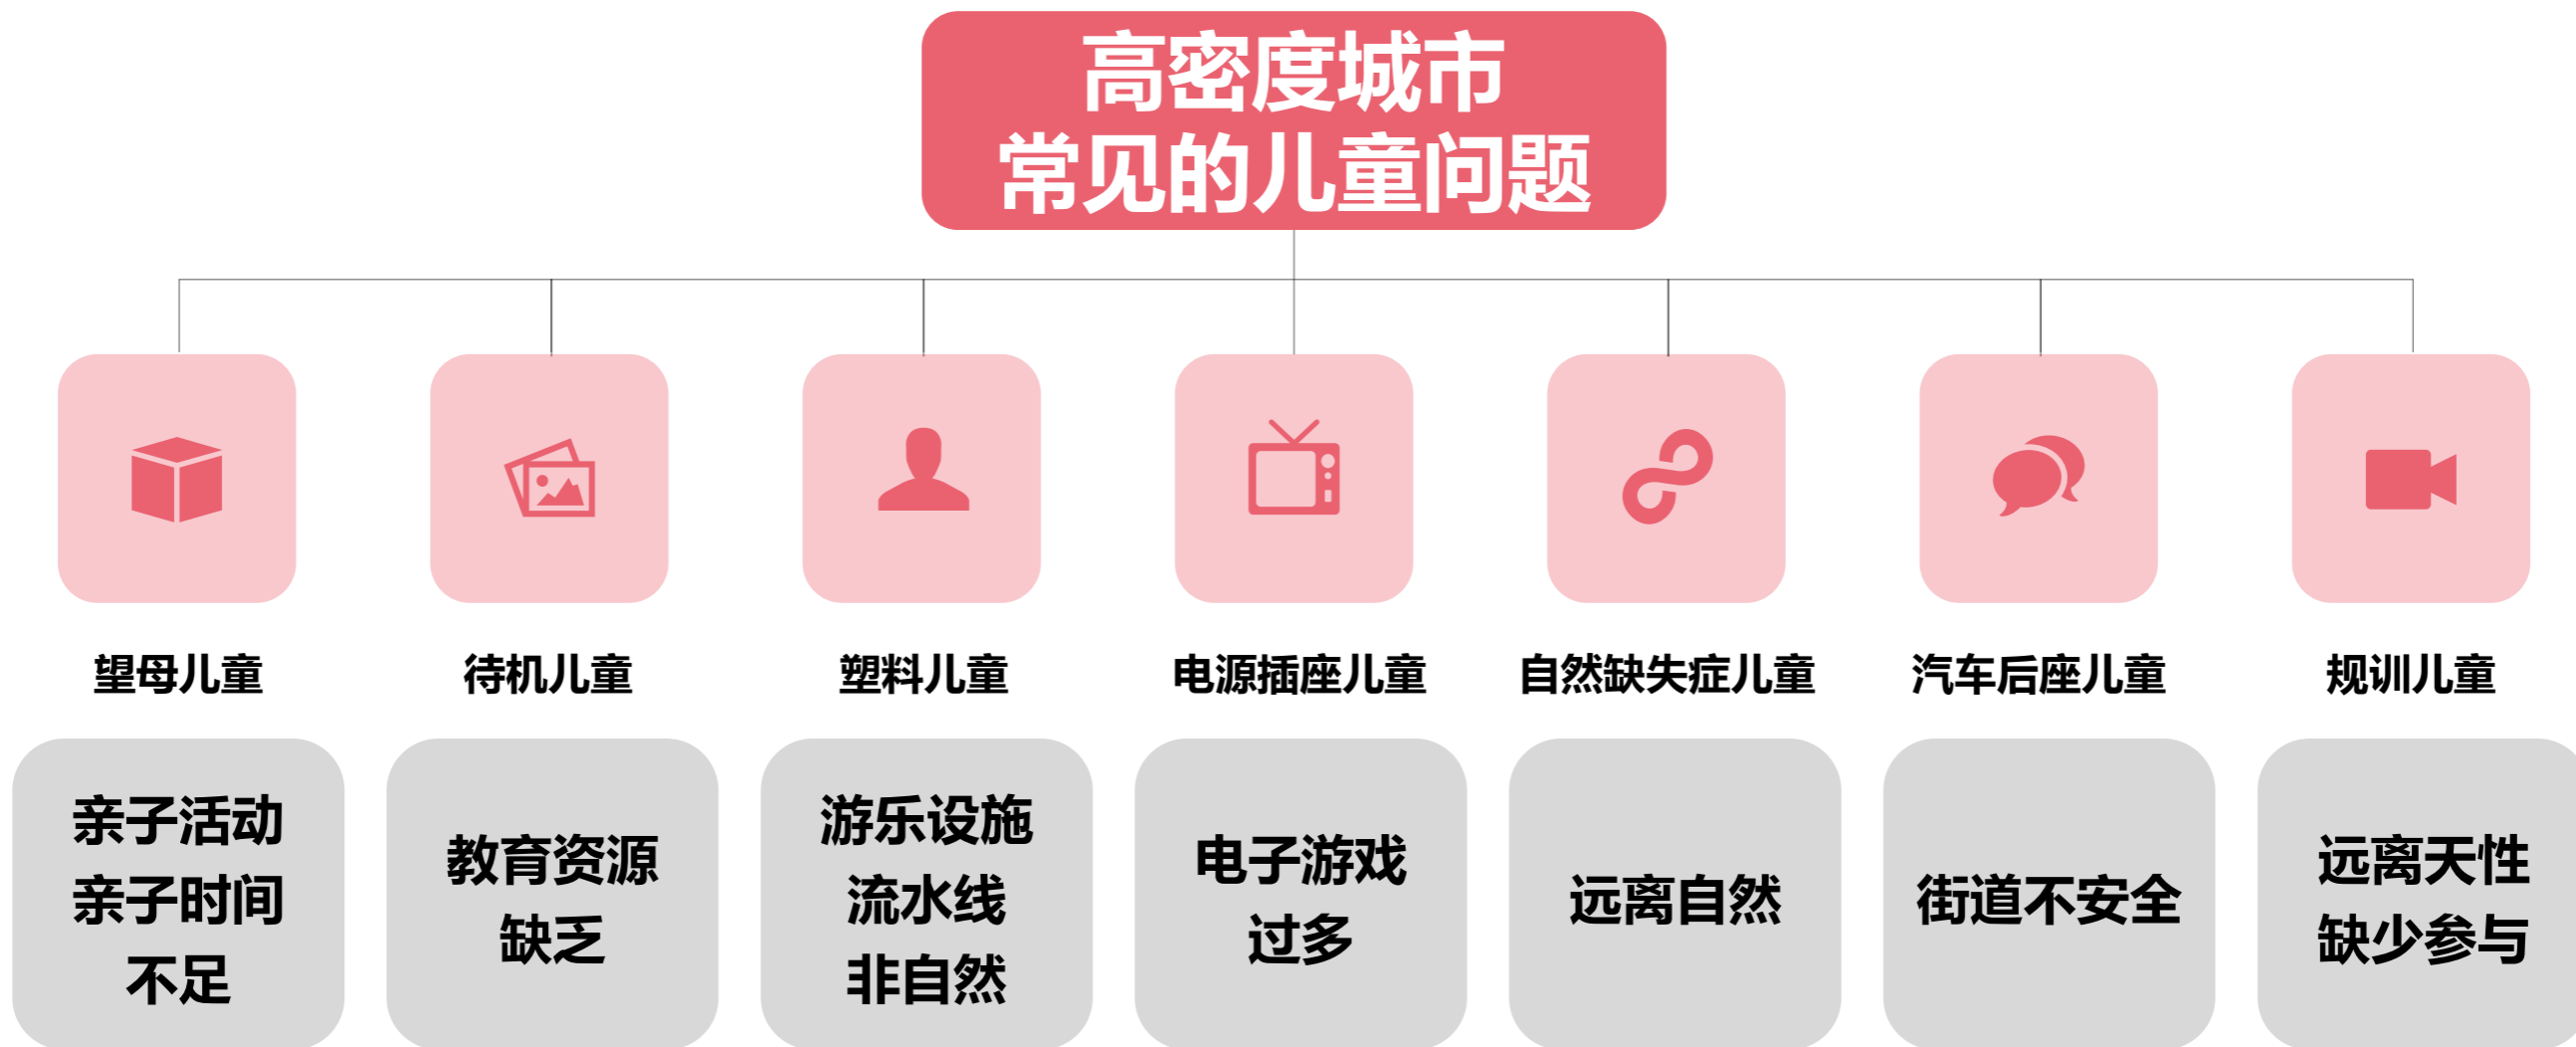 高密度城市
常见的儿童问题
望母儿童
待机儿童
塑料儿童
电源插座儿童
自然缺失症儿童
汽车后座儿童
规训儿童
亲子活动
亲子时间
不足
教育资源
缺乏
游乐设施
流水线
非自然
电子游戏
过多
远离自然
街道不安全
远离天性
缺少参与